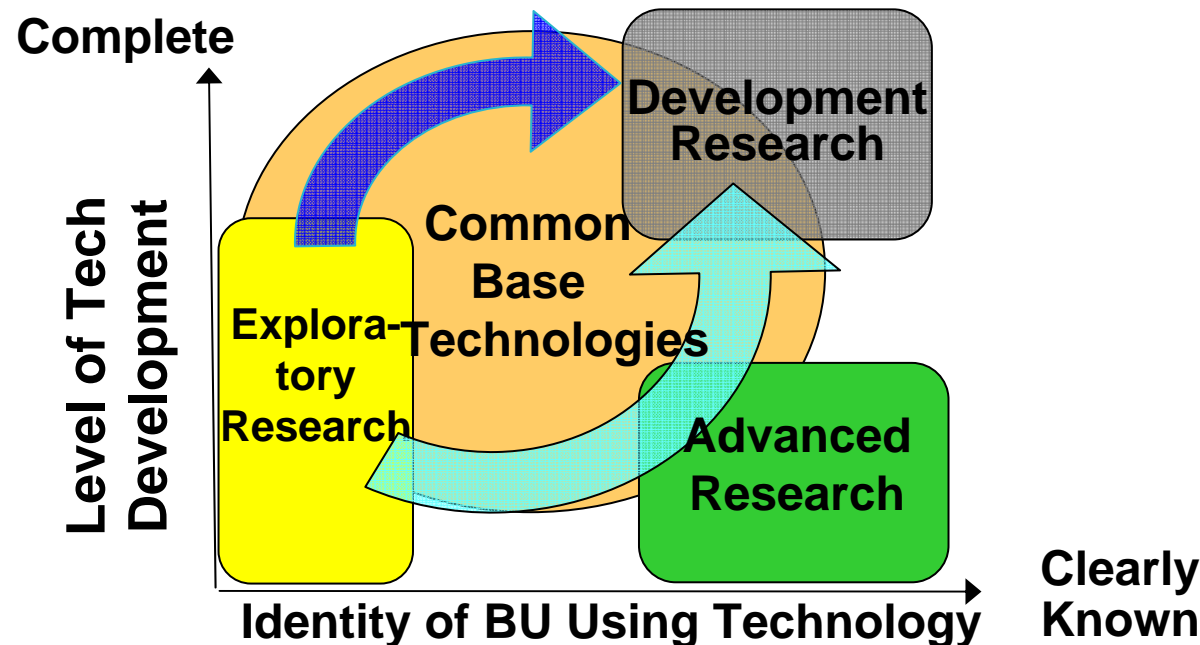 Complete
Level of Tech
Development
Development
Research
Common
Base
Technologies
Explora-
tory
Research
Advanced
Research
Identity of BU Using Technology
Clearly
Known